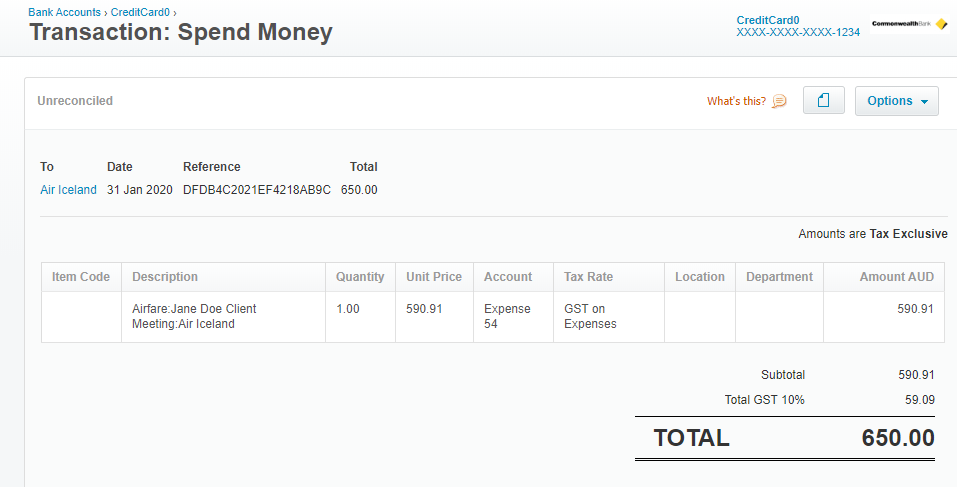 Bank Accounts › CreditCard0 ›
Transaction: Spend Money
CreditCard0
XXXX-XXXX-XXXX-1234
CommonwealthBank
Unreconciled
What's this?
Options
To Date Reference Total
Air Iceland 31 Jan 2020 DFDB4C2021EF4218AB9C 650.00
Amounts are Tax Exclusive
Item Code Description Quantity Unit Price Account Tax Rate Location Department Amount AUD
Airfare:Jane Doe Client 1.00 590.91 Expense GST on 590.91
Meeting:Air Iceland 54 Expenses
Subtotal 590.91
Total GST 10% 59.09
TOTAL 650.00